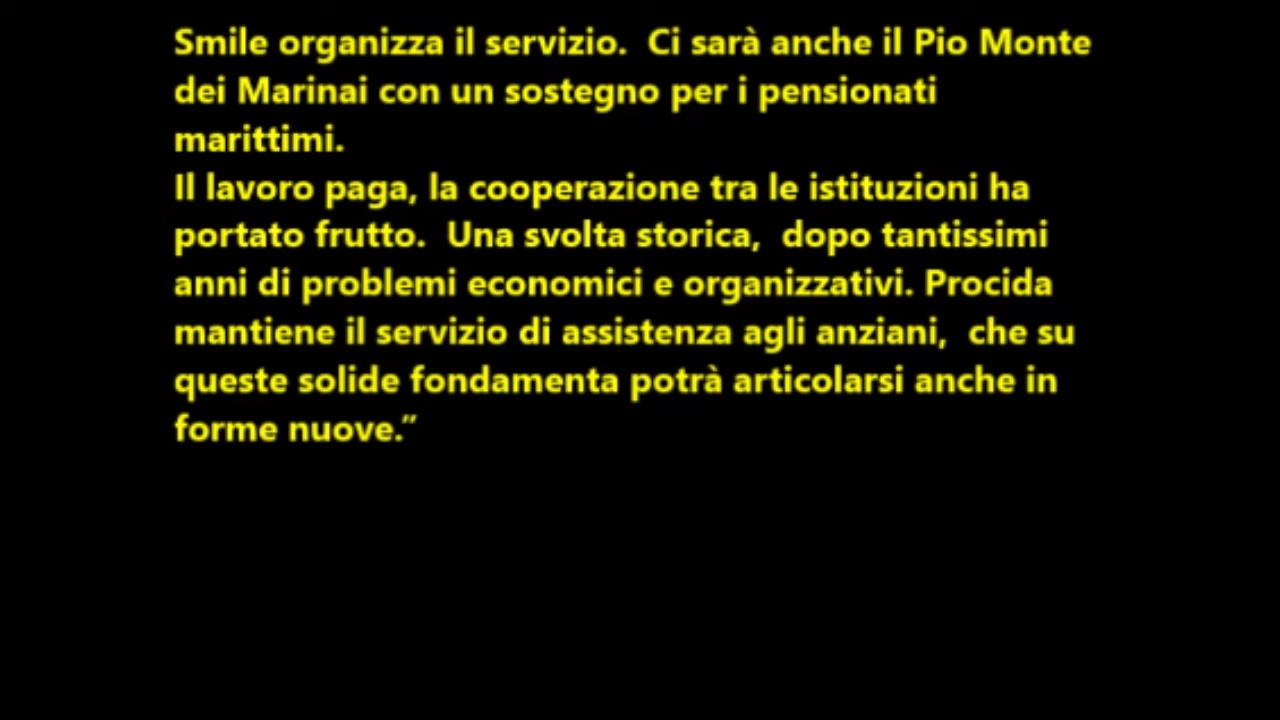 Smile organizza il servizio.  Ci sarà anche il Pio Monte
dei Marinai con un sostegno per i pensionati
marittimi.
Il lavoro paga, la cooperazione tra le istituzioni ha
portato frutto.  Una svolta storica,  dopo tantissimi
anni di problemi economici e organizzativi. Procida
mantiene il servizio di assistenza agli anziani,  che su
queste solide fondamenta potrà articolarsi anche in
forme nuove.”